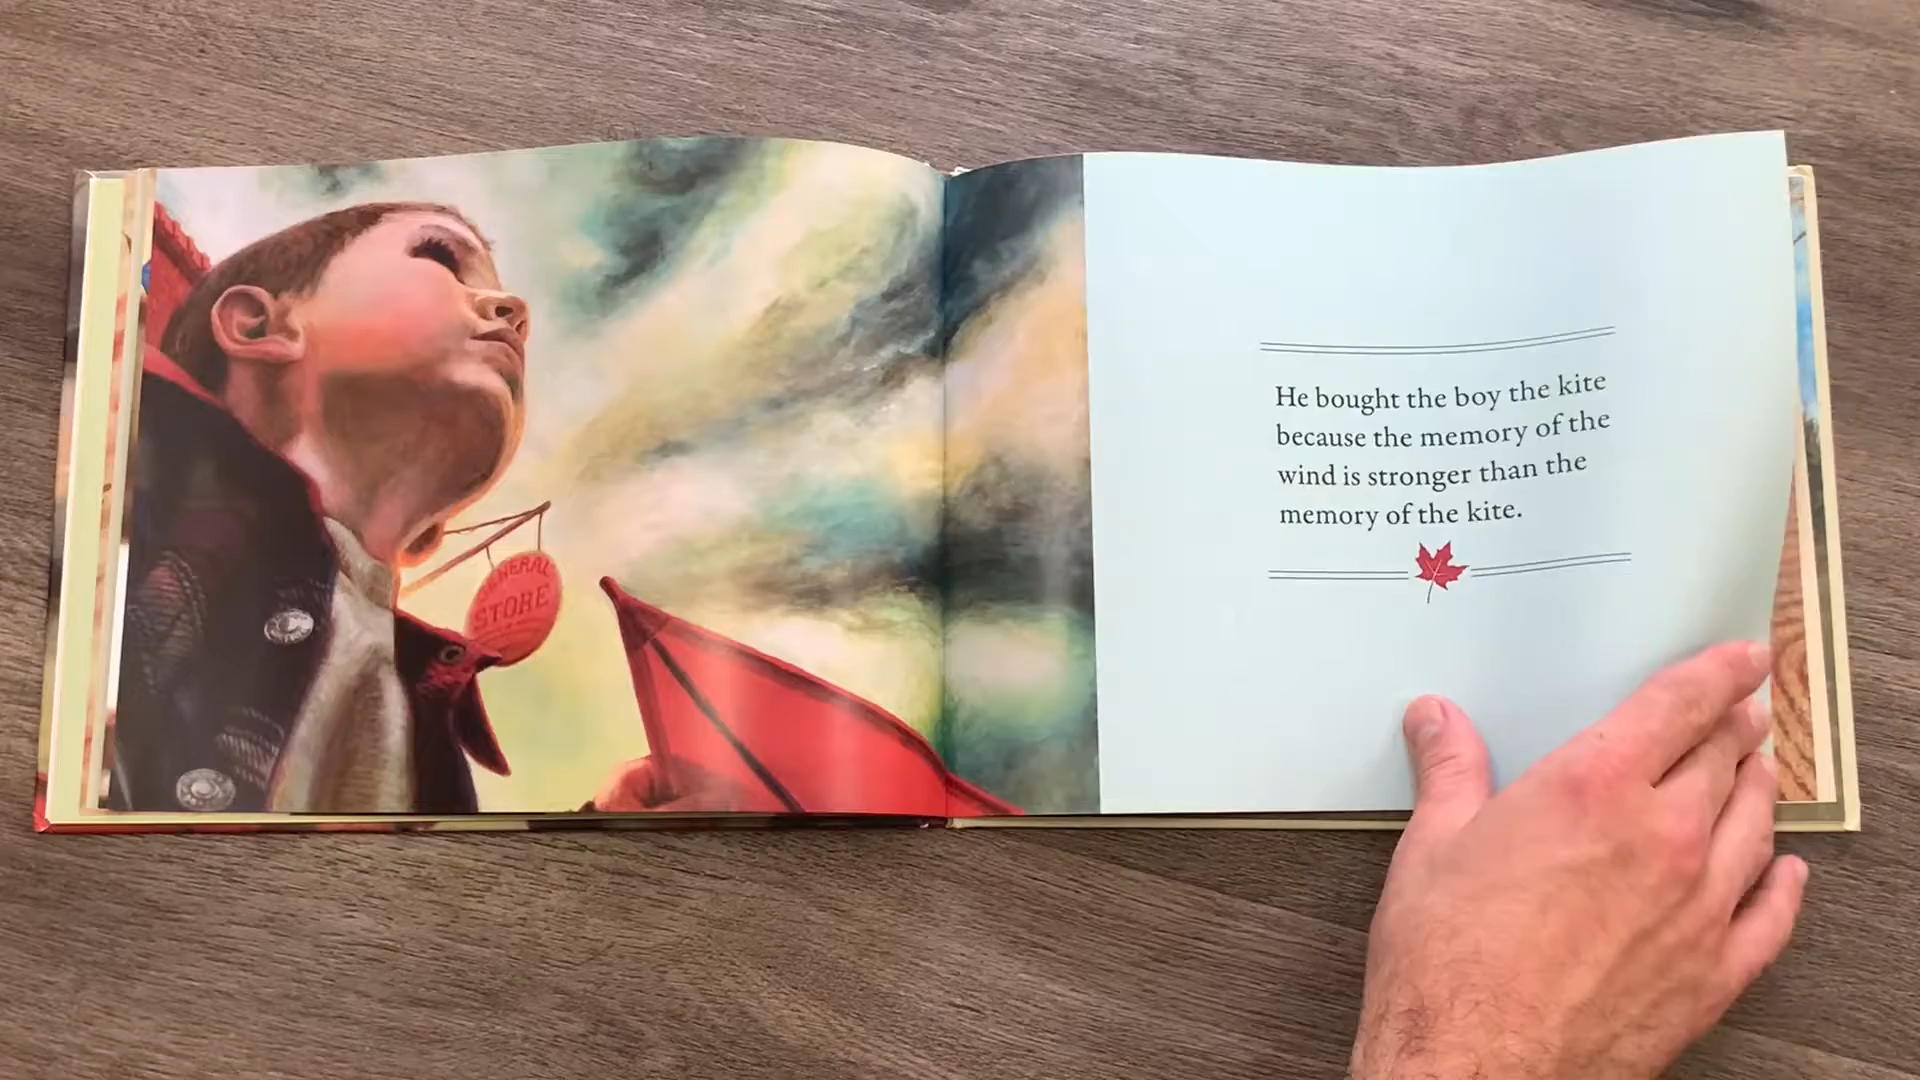 GENERAL
STORE
He bought the boy the kite
because the memory of the
wind is stronger than the
memory of the kite.